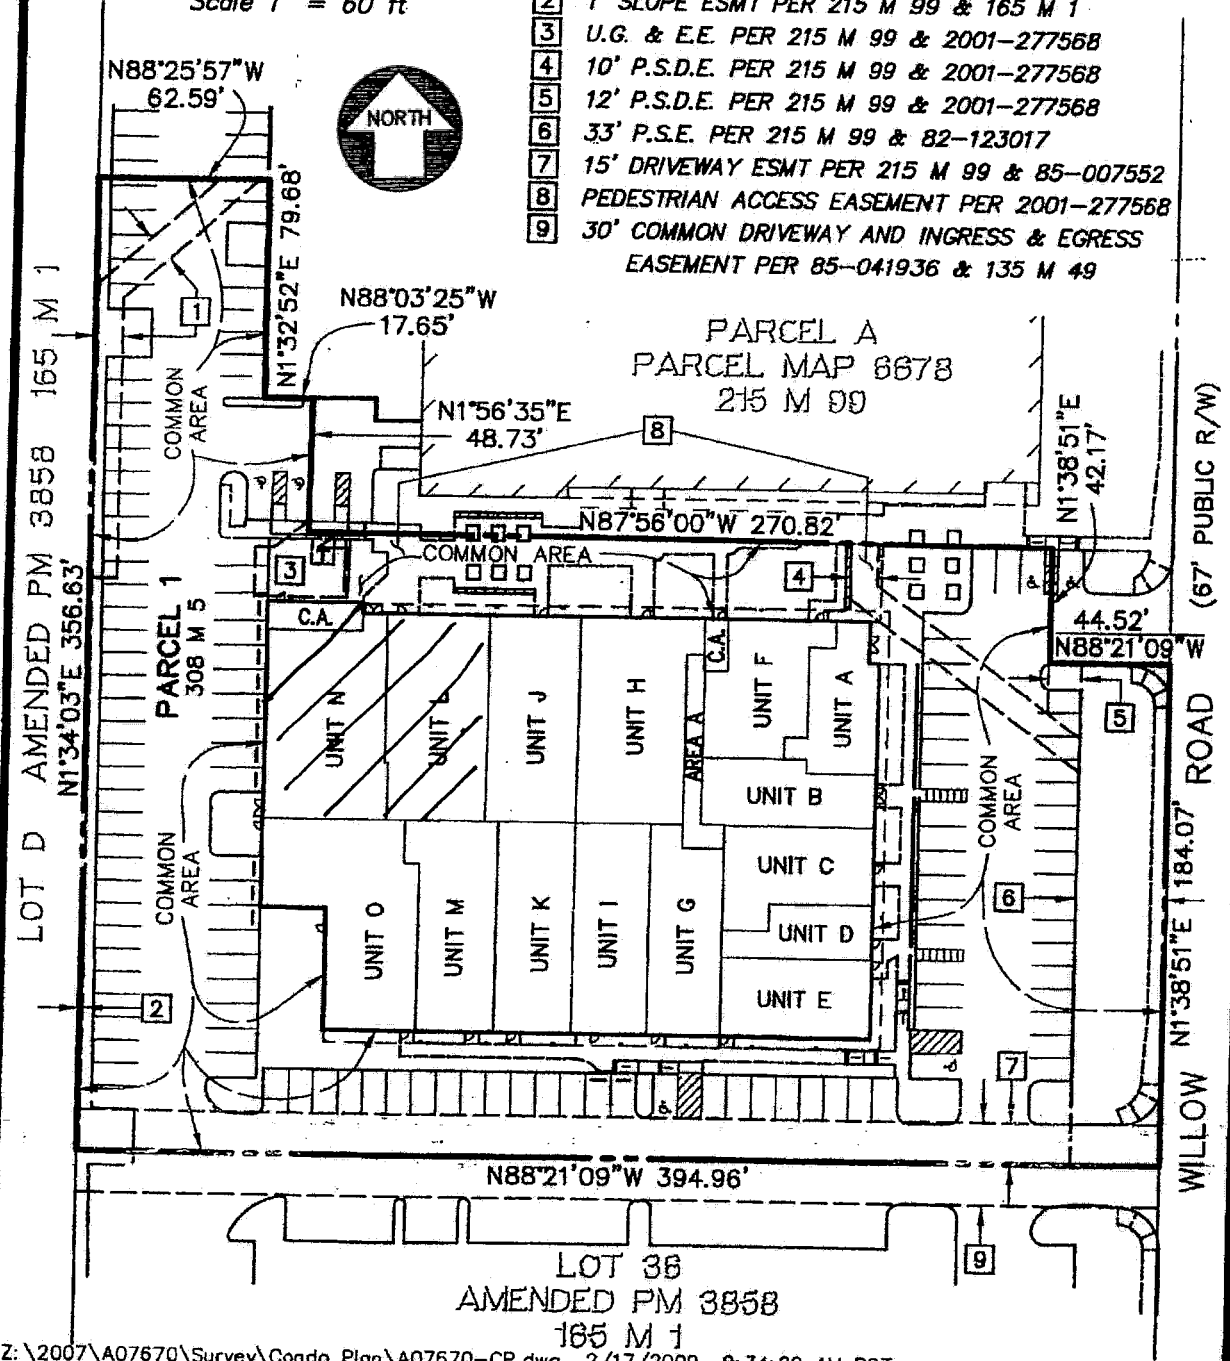 Scale 1" = 60 ft
2 1' SLOPE ESMT PER 215 M 99 & 165 M 1
3 U.G. & E.E. PER 215 M 99 & 2001-277568
4 10' P.S.D.E. PER 215 M 99 & 2001-277568
5 12' P.S.D.E. PER 215 M 99 & 2001-277568
6 33' P.S.E. PER 215 M 99 & 82-123017
7 15' DRIVEWAY ESMT PER 215 M 99 & 85-007552
8 PEDESTRIAN ACCESS EASEMENT PER 2001-277568
9 30' COMMON DRIVEWAY AND INGRESS & EGRESS
EASEMENT PER 85-041936 & 135 M 49
N88°25'57"W
62.59'
NORTH
N1°32'52"E 79.68'
1
N88°03'25"W
17.65'
PARCEL A
PARCEL MAP 6678
215 M 99
COMMON
AREA
N1°56'35"E
48.73'
8
N1°38'51"E
42.17'
(67' PUBLIC R/W)
LOT D AMENDED PM 3858 165 M 1
N1°34'03"E 356.63'
N87°56'00"W 270.82'
COMMON AREA
3
4
C.A.
C.A.
44.52'
N88°21'09"W
PARCEL 1
308 M 5
UNIT N
UNIT L
UNIT J
UNIT H
AREA A
UNIT F
UNIT A
5
UNIT B
COMMON
AREA
COMMON
AREA
UNIT C
6
UNIT O
UNIT M
UNIT K
UNIT I
UNIT G
UNIT D
UNIT E
2
7
N1°38'51"E 184.07'
WILLOW ROAD
N88°21'09"W 394.96'
9
LOT 36
AMENDED PM 3858
165 M 1
Z:\2007\A07670\Survey\Condo Plan\A07670-CP.dwg